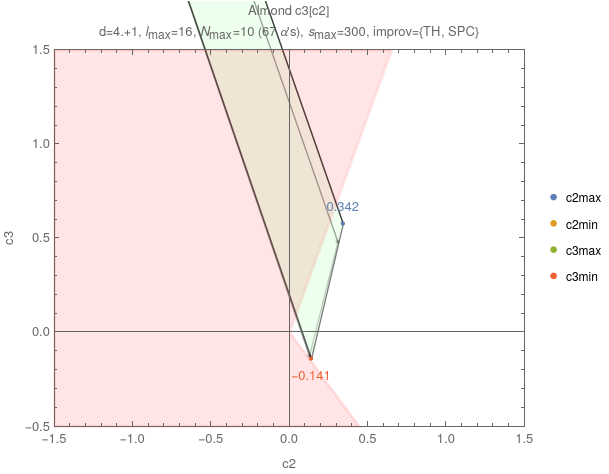 Almond c3[c2]
d=4.+1, lmax=16, Nmax=10 (67 α's), smax=300, improv={TH, SPC}
1.5
1.0
0.5
0.0
−0.5
c3
−1.5 −1.0 −0.5 0.0 0.5 1.0 1.5
c2
0.342
−0.141
c2max
c2min
c3max
c3min